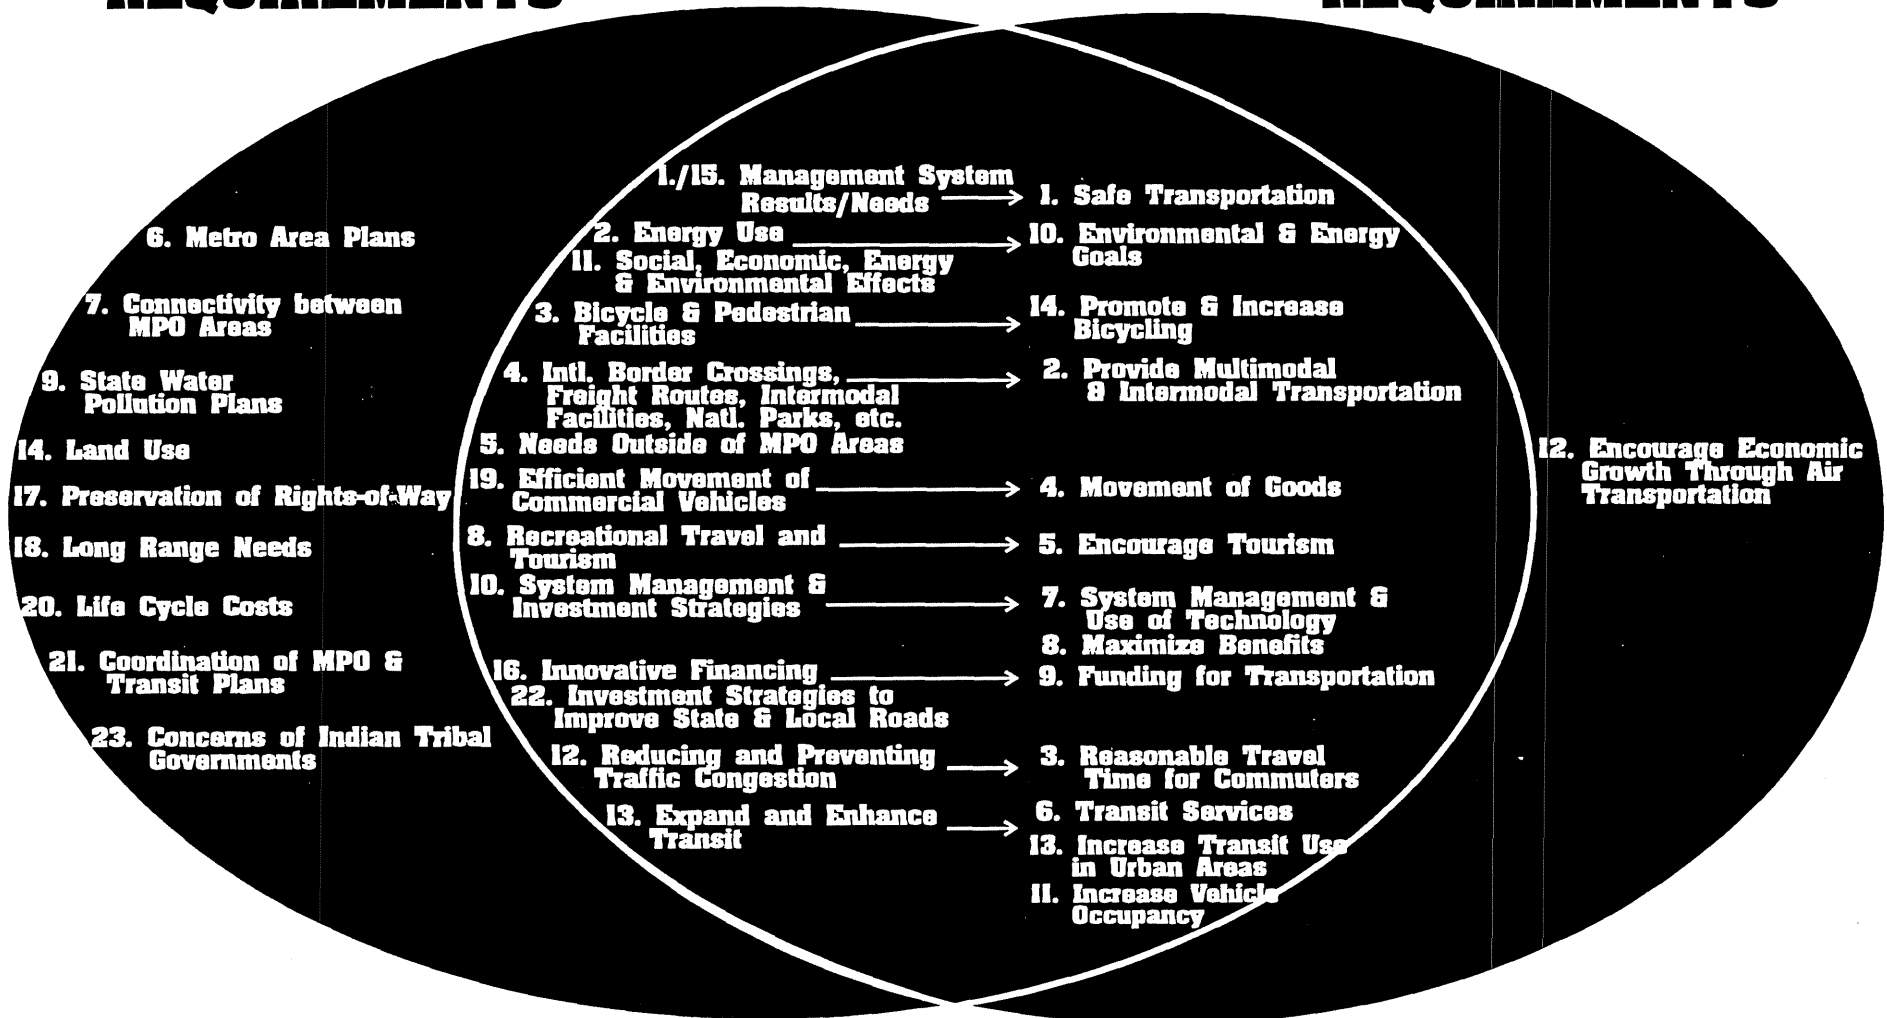 REQUIREMENTS
REQUIREMENTS
6. Metro Area Plans
7. Connectivity between
MPO Areas
9. State Water
Pollution Plans
14. Land Use
17. Preservation of Rights-of-Way
18. Long Range Needs
20. Life Cycle Costs
21. Coordination of MPO &
Transit Plans
23. Concerns of Indian Tribal
Governments
1./15. Management System
Results/Needs
2. Energy Use
11. Social, Economic, Energy
& Environmental Effects
3. Bicycle & Pedestrian
Facilities
4. Intl. Border Crossings,
Freight Routes, Intermodal
Facilities, Natl. Parks, etc.
5. Needs Outside of MPO Areas
19. Efficient Movement of
Commercial Vehicles
8. Recreational Travel and
Tourism
10. System Management &
Investment Strategies
16. Innovative Financing
22. Investment Strategies to
Improve State & Local Roads
12. Reducing and Preventing
Traffic Congestion
13. Expand and Enhance
Transit
1. Safe Transportation
10. Environmental & Energy
Goals
14. Promote & Increase
Bicycling
2. Provide Multimodal
& Intermodal Transportation
4. Movement of Goods
5. Encourage Tourism
7. System Management &
Use of Technology
8. Maximize Benefits
9. Funding for Transportation
3. Reasonable Travel
Time for Commuters
6. Transit Services
13. Increase Transit Use
in Urban Areas
11. Increase Vehicle
Occupancy
12. Encourage Economic
Growth Through Air
Transportation